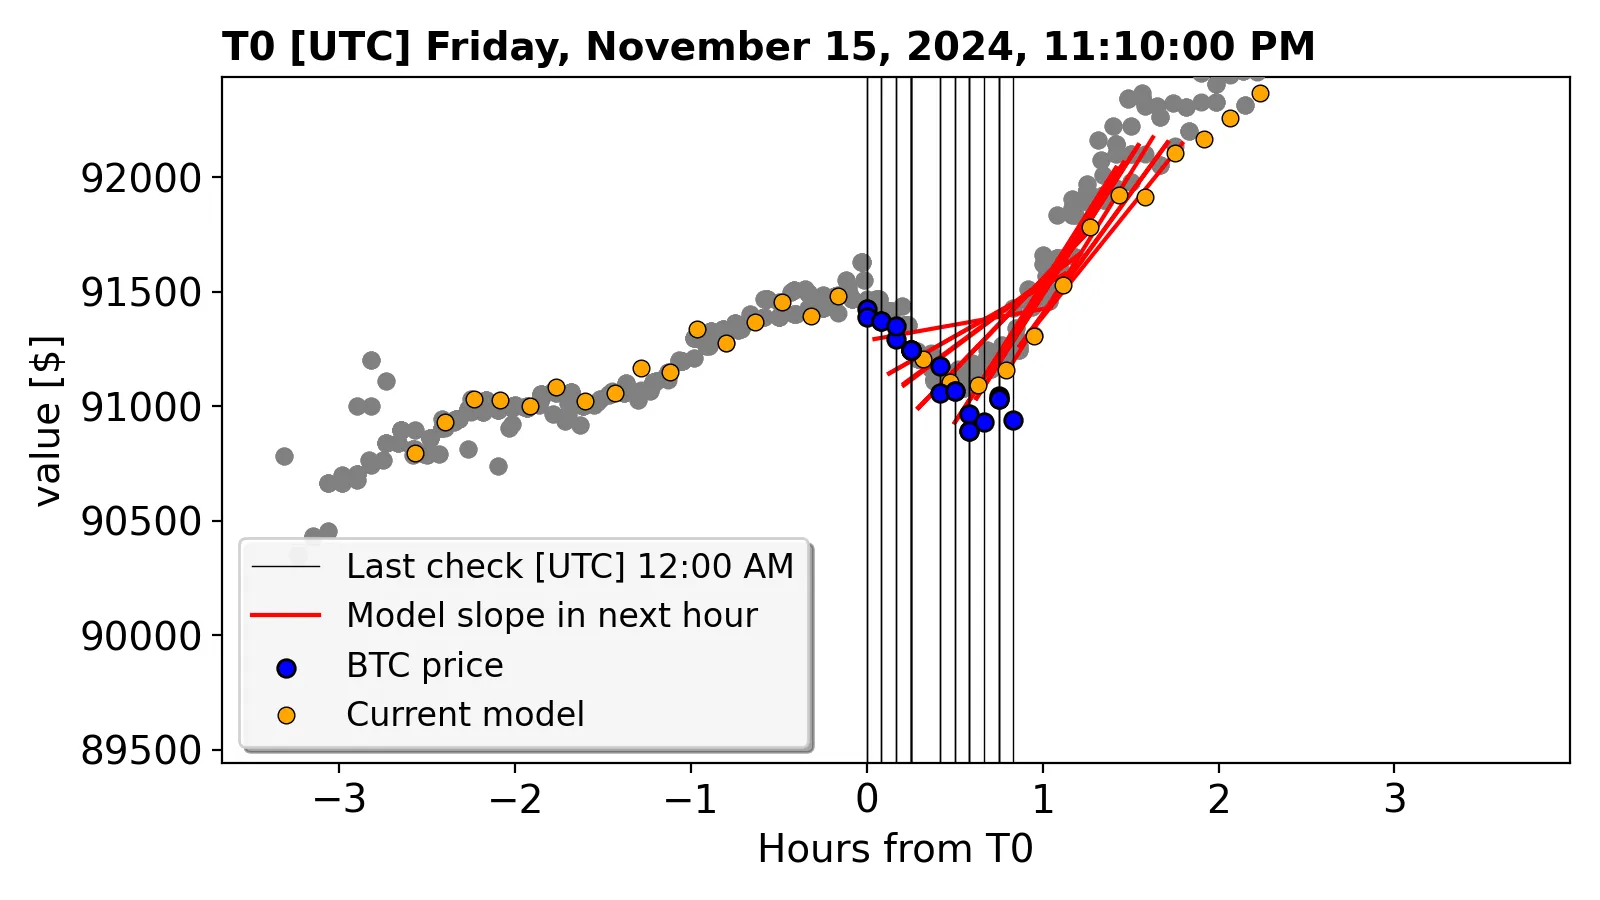 T0 [UTC] Friday, November 15, 2024, 11:10:00 PM
value [$]
92000
91500
91000
90500
90000
89500
Last check [UTC] 12:00 AM
Model slope in next hour
BTC price
Current model
−3 −2 −1 0 1 2 3
Hours from T0